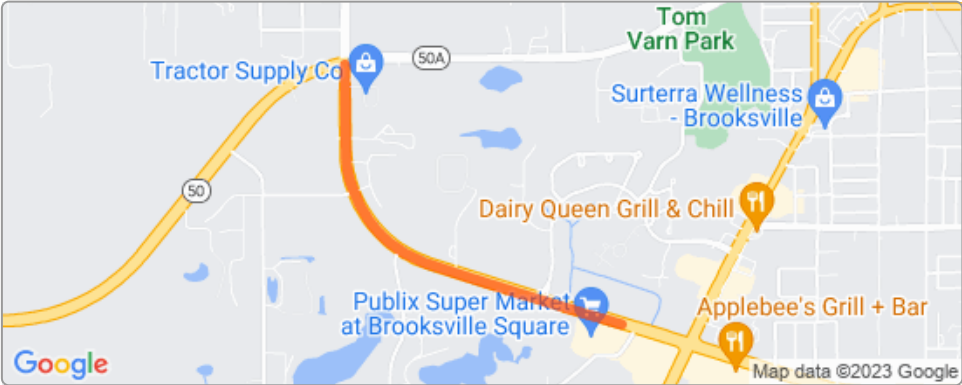 Tom
Varn Park
50A
Tractor Supply Co
Surterra Wellness
- Brooksville
50
Dairy Queen Grill & Chill
Publix Super Market
at Brooksville Square
Applebee's Grill + Bar
Google
Map data ©2023 Google